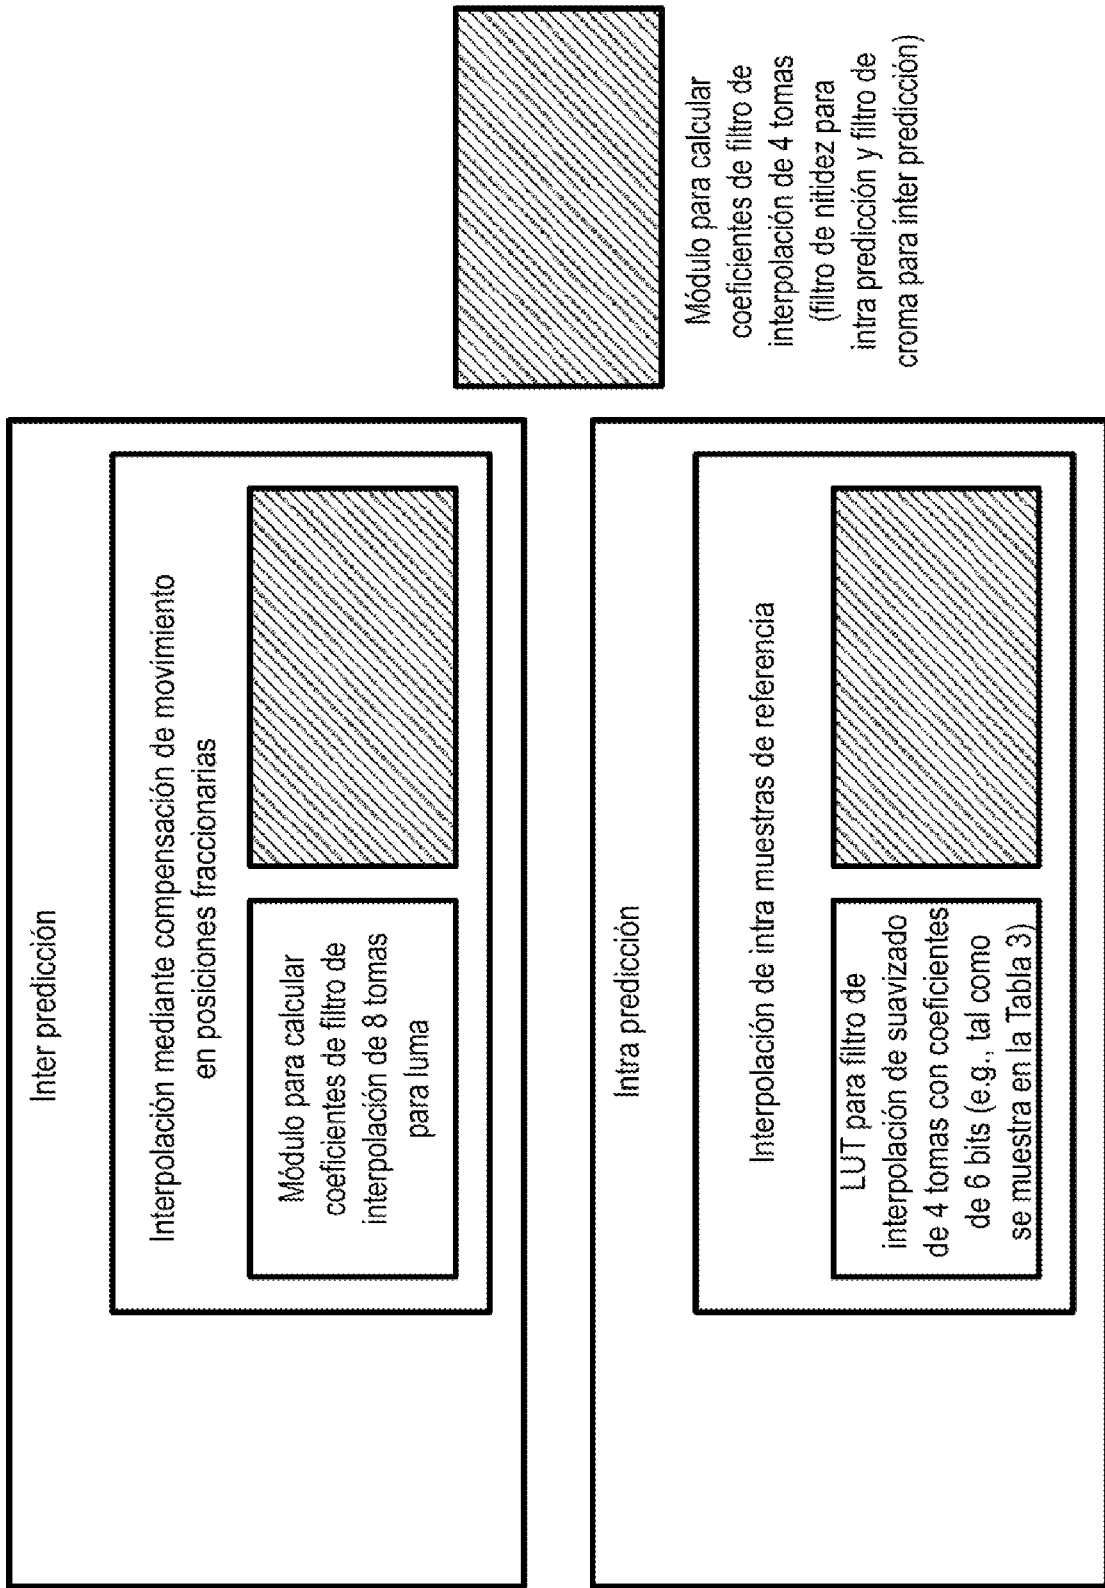 Inter predicción
Interpolación mediante compensación de movimiento
en posiciones fraccionarias
Módulo para calcular
coeficientes de filtro de
interpolación de 8 tomas
para luma
Intra predicción
Interpolación de intra muestras de referencia
LUT para filtro de
interpolación de suavizado
de 4 tomas con coeficientes
de 6 bits (e.g., tal como
se muestra en la Tabla 3)
Módulo para calcular
coeficientes de filtro de
interpolación de 4 tomas
(filtro de nitidez para
intra predicción y filtro de
croma para inter predicción)